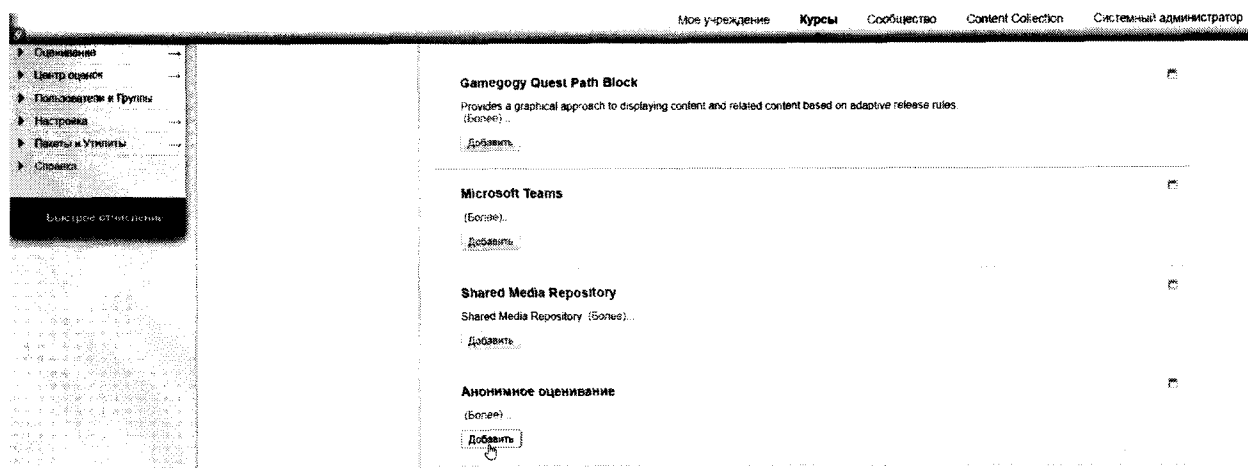 Мое учреждение Курсы Сообщество Content Collection Системный администратор
Оценивание
Центр оценок
Пользователи и Группы
Настройка
Пакеты и Утилиты
Справка
Быстрое отчисление
Gamegogy Quest Path Block
Provides a graphical approach to displaying content and related content based on adaptive release rules.
(Более)...
Добавить
Microsoft Teams
(Более)...
Добавить
Shared Media Repository
Shared Media Repository (Более)...
Добавить
Анонимное оценивание
(Более)...
Добавить